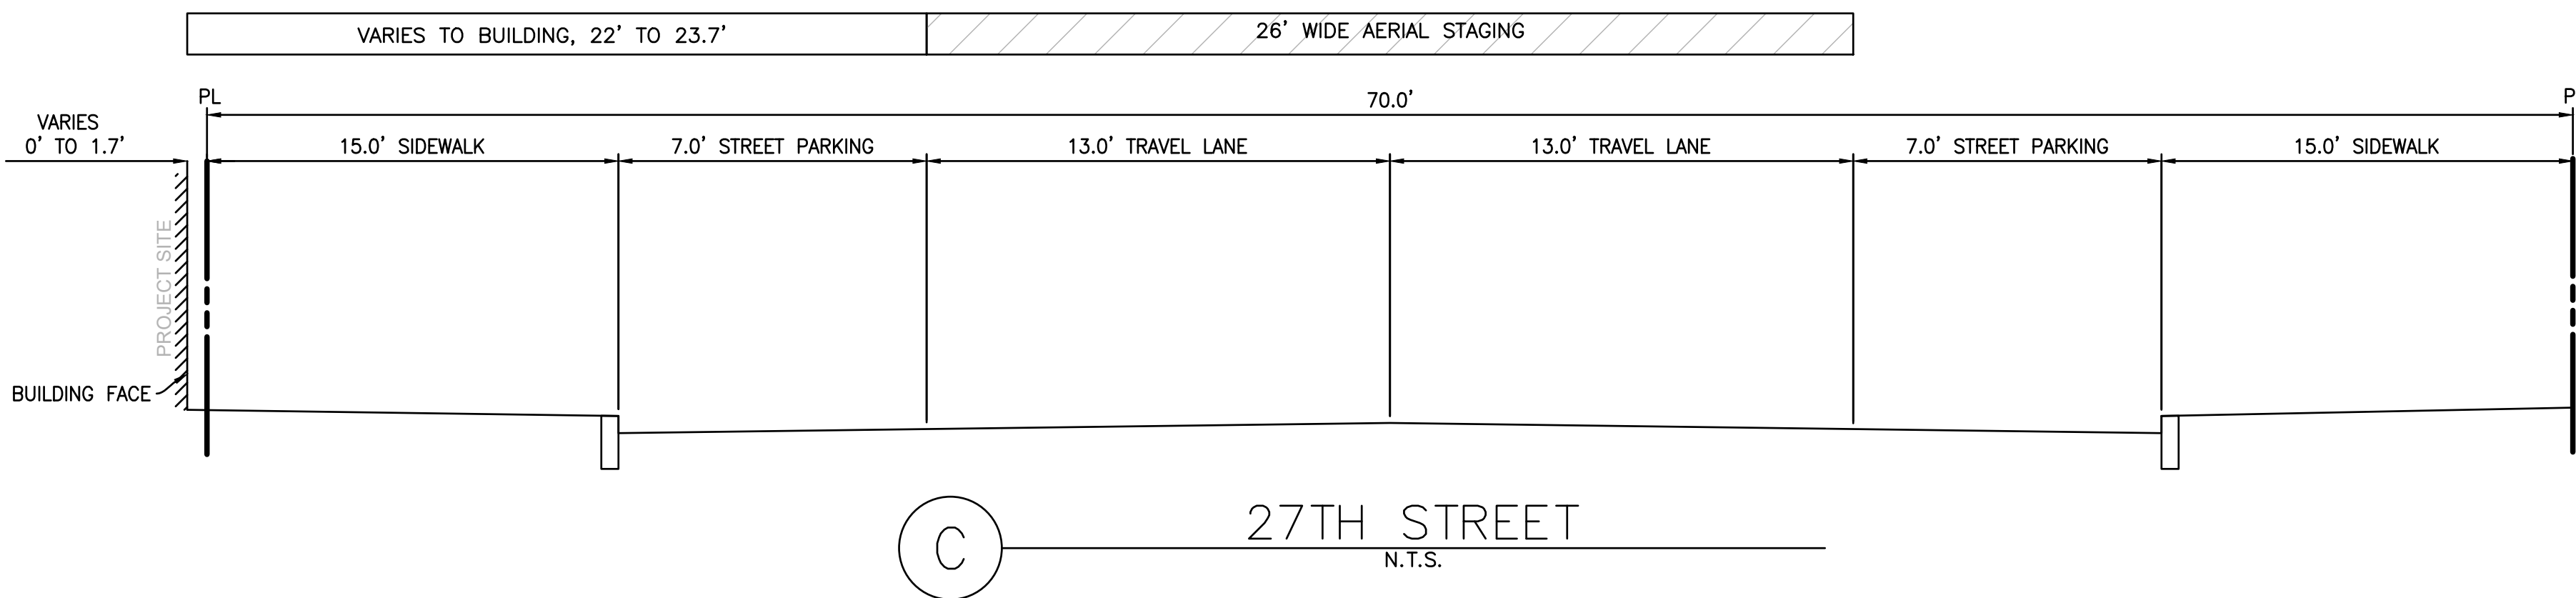 VARIES TO BUILDING, 22' TO 23.7'
26' WIDE AERIAL STAGING
PL
70.0'
P
VARIES
0' TO 1.7'
15.0' SIDEWALK
7.0' STREET PARKING
13.0' TRAVEL LANE
13.0' TRAVEL LANE
7.0' STREET PARKING
15.0' SIDEWALK
PROJECT SITE
BUILDING FACE
C
27TH STREET
N.T.S.